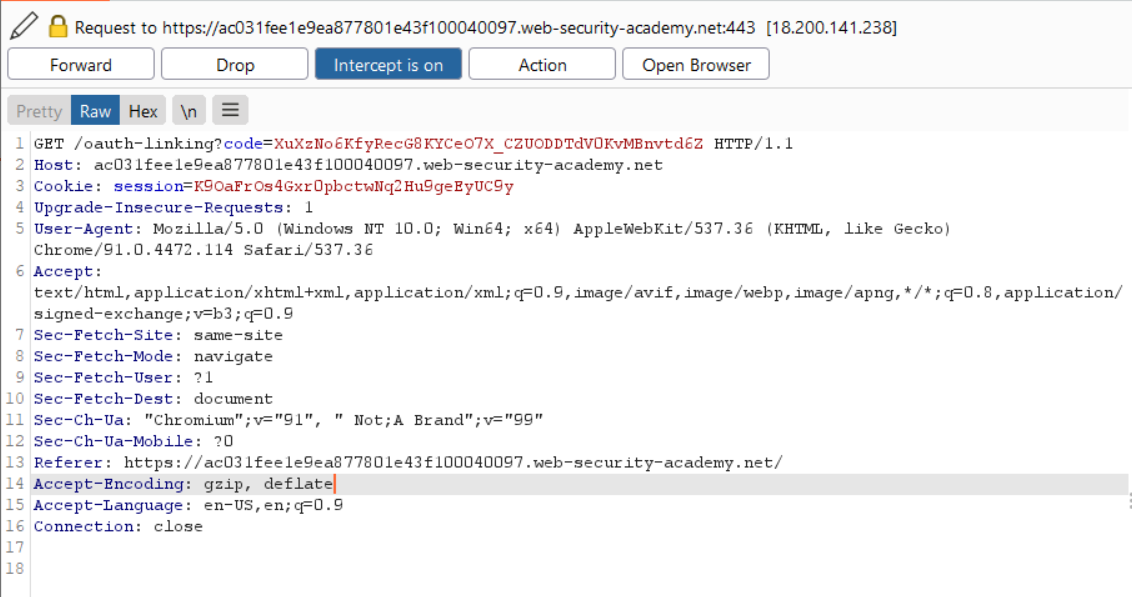 Request to https://ac031fee1e9ea877801e43f100040097.web-security-academy.net:443 [18.200.141.238]
Forward Drop Intercept is on Action Open Browser
Pretty Raw Hex \n
1 GET /oauth-linking?code=XuXzNo6KfyRecG8KYCeO7X_CZUODDTdV0KvMBnvtd6Z HTTP/1.1
2 Host: ac031fee1e9ea877801e43f100040097.web-security-academy.net
3 Cookie: session=K9OaFrOs4Gxr0pbctwNq2Hu9geEyUC9y
4 Upgrade-Insecure-Requests: 1
5 User-Agent: Mozilla/5.0 (Windows NT 10.0; Win64; x64) AppleWebKit/537.36 (KHTML, like Gecko)
Chrome/91.0.4472.114 Safari/537.36
6 Accept:
text/html,application/xhtml+xml,application/xml;q=0.9,image/avif,image/webp,image/apng,*/*;q=0.8,application/
signed-exchange;v=b3;q=0.9
7 Sec-Fetch-Site: same-site
8 Sec-Fetch-Mode: navigate
9 Sec-Fetch-User: ?1
10 Sec-Fetch-Dest: document
11 Sec-Ch-Ua: "Chromium";v="91", " Not;A Brand";v="99"
12 Sec-Ch-Ua-Mobile: ?0
13 Referer: https://ac031fee1e9ea877801e43f100040097.web-security-academy.net/
14 Accept-Encoding: gzip, deflate
15 Accept-Language: en-US,en;q=0.9
16 Connection: close
17
18